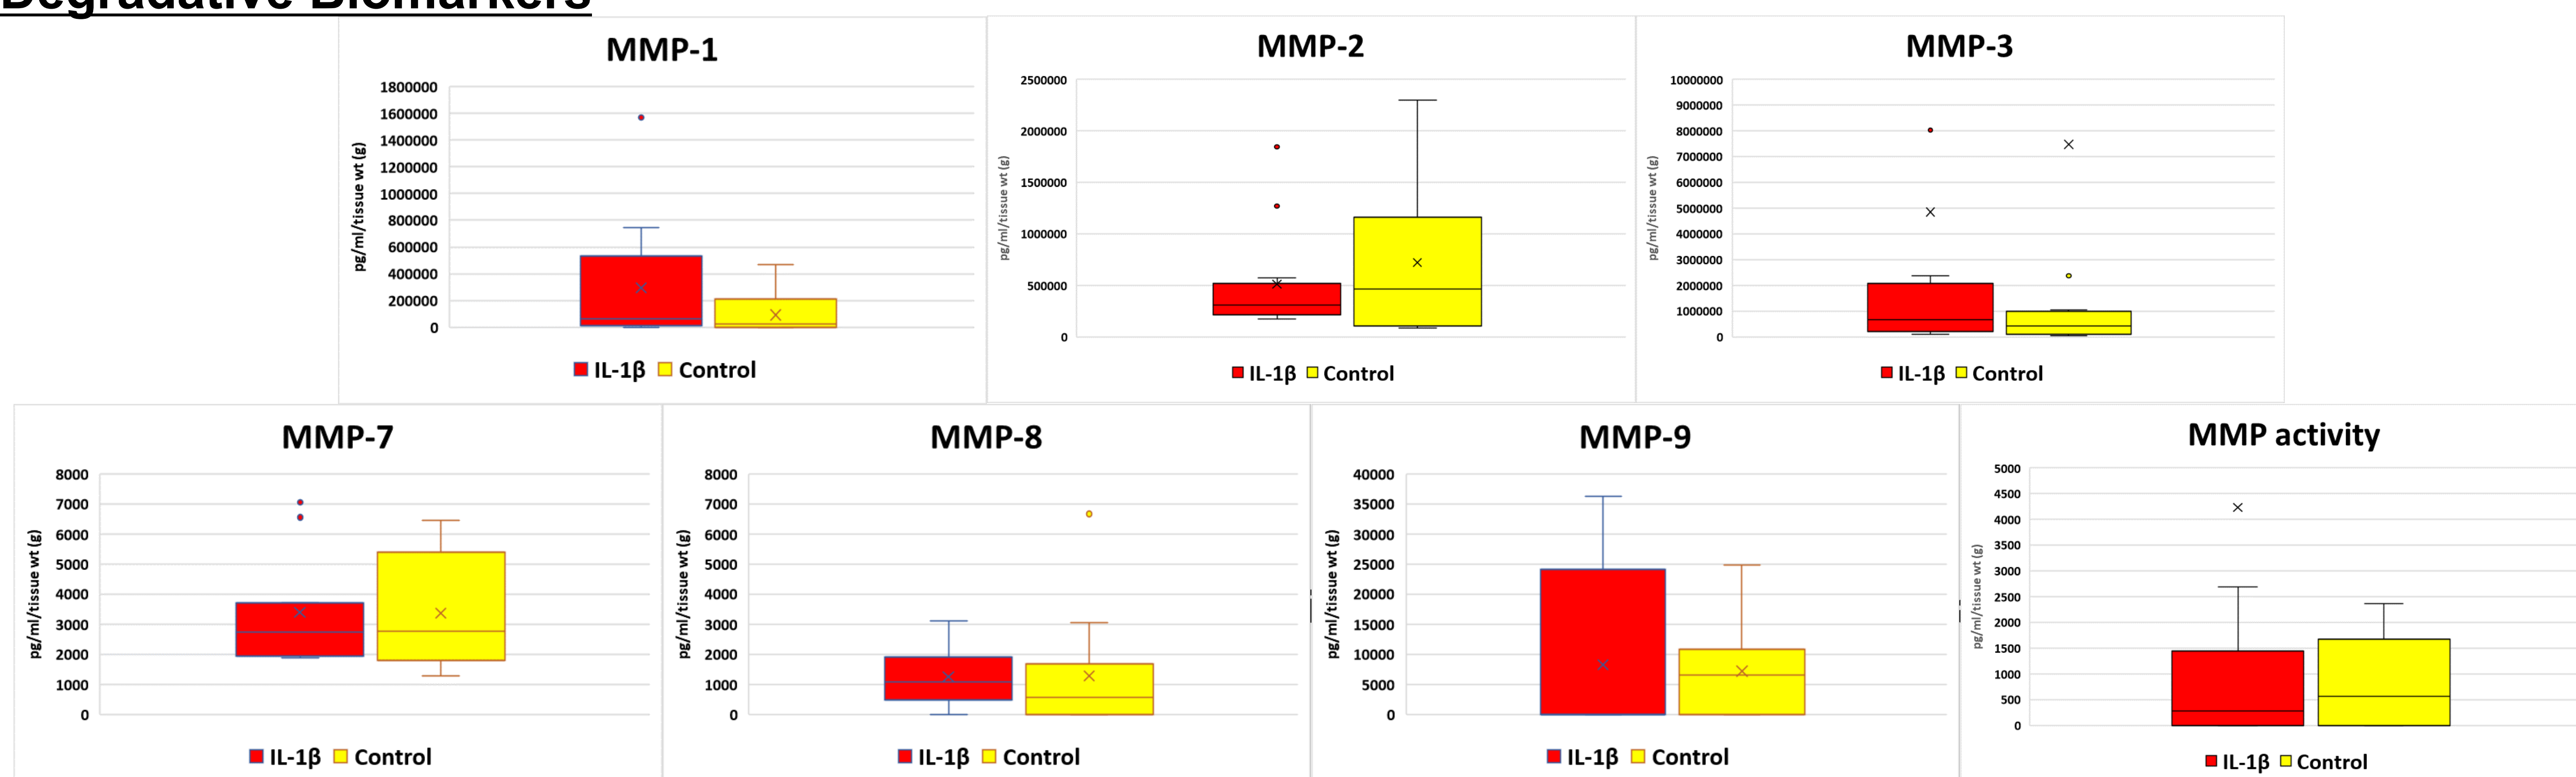 Degradative Biomarkers
MMP-1
1800000
1600000
1400000
1200000
1000000
800000
600000
400000
200000
0
pg/ml/tissue wt (g)
IL-1β Control
MMP-2
2500000
2000000
1500000
1000000
500000
0
pg/ml/tissue wt (g)
IL-1β Control
MMP-3
10000000
9000000
8000000
7000000
6000000
5000000
4000000
3000000
2000000
1000000
0
pg/ml/tissue wt (g)
IL-1β Control
MMP-7
8000
7000
6000
5000
4000
3000
2000
1000
0
pg/ml/tissue wt (g)
IL-1β Control
MMP-8
8000
7000
6000
5000
4000
3000
2000
1000
0
pg/ml/tissue wt (g)
IL-1β Control
MMP-9
40000
35000
30000
25000
20000
15000
10000
5000
0
pg/ml/tissue wt (g)
IL-1β Control
MMP activity
5000
4500
4000
3500
3000
2500
2000
1500
1000
500
0
pg/ml/tissue wt (g)
IL-1β Control